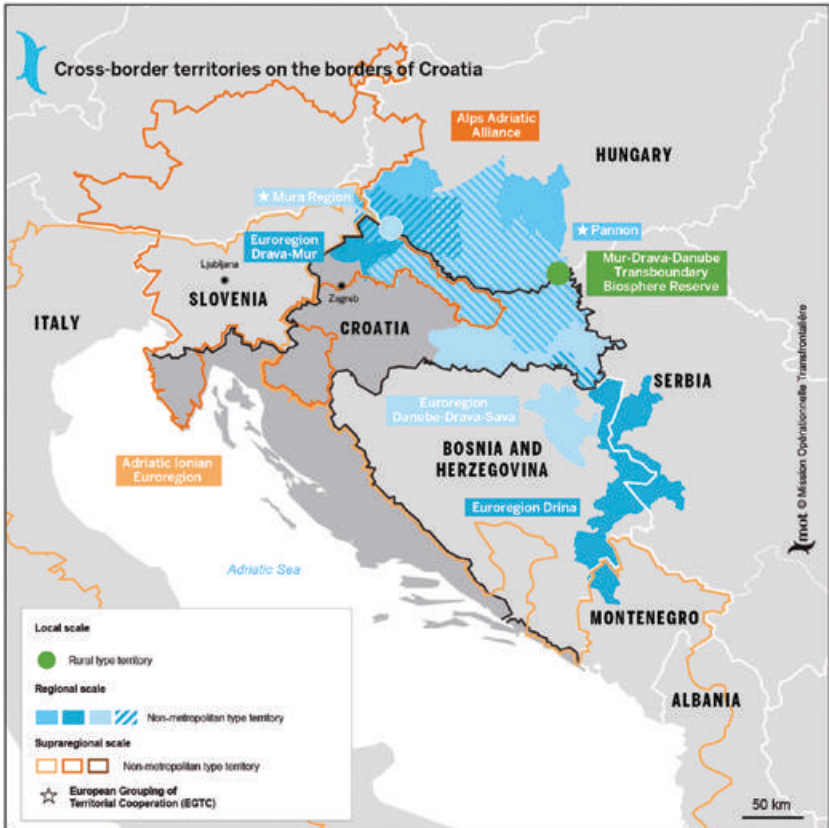 Cross-border territories on the borders of Croatia
Alps Adriatic
Alliance
HUNGARY
☆ Mura Region
☆ Pannon
Euroregion
Drava-Mur
Mur-Drava-Danube
Transboundary
Biosphere Reserve
Ljubljana
SLOVENIA
Zagreb
ITALY
CROATIA
SERBIA
Euroregion
Danube-Drava-Sava
BOSNIA AND
HERZEGOVINA
Adriatic Ionian
Euroregion
Euroregion Drina
mot © Mission Opérationnelle Transfrontalière
Adriatic Sea
MONTENEGRO
ALBANIA
Local scale
Rural type territory
Regional scale
Non-metropolitan type territory
Supraregional scale
Non-metropolitan type territory
European Grouping of
Territorial Cooperation (EGTC)
50 km